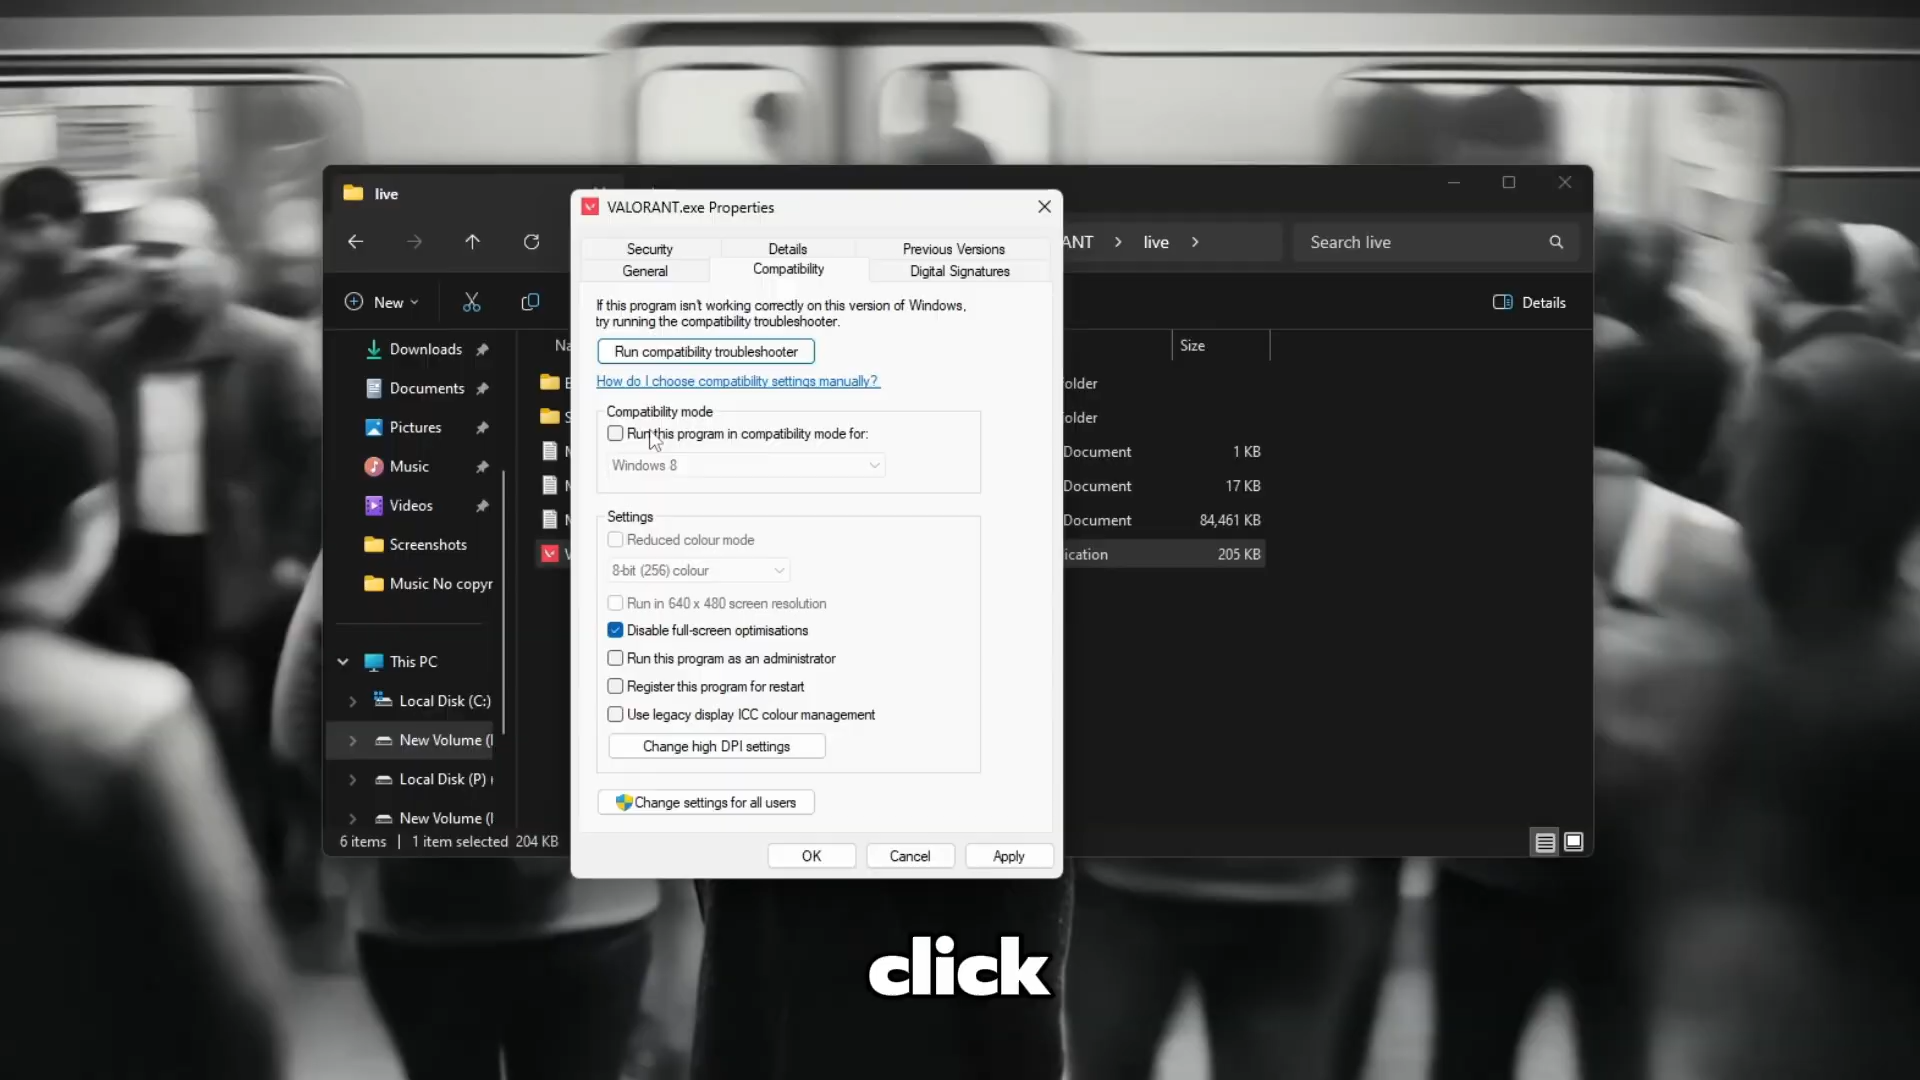 live
VALORANT.exe Properties
Security
Details
Previous Versions
General
Compatibility
Digital Signatures
ANT
live
Search live
If this program isn't working correctly on this version of Windows,
try running the compatibility troubleshooter.
New
Details
Run compatibility troubleshooter
How do I choose compatibility settings manually?
Compatibility mode
Run this program in compatibility mode for:
Windows 8
Settings
Reduced colour mode
8-bit (256) colour
Run in 640 x 480 screen resolution
Disable full-screen optimisations
Run this program as an administrator
Register this program for restart
Use legacy display ICC colour management
Change high DPI settings
Change settings for all users
OK
Cancel
Apply
Downloads
Documents
Pictures
Music
Videos
Screenshots
Music No copyr
This PC
Local Disk (C:)
New Volume (
Local Disk (P) (
New Volume (
Na
Size
older
older
Document 1 KB
Document 17 KB
Document 84,461 KB
ication 205 KB
6 items | 1 item selected 204 KB
click